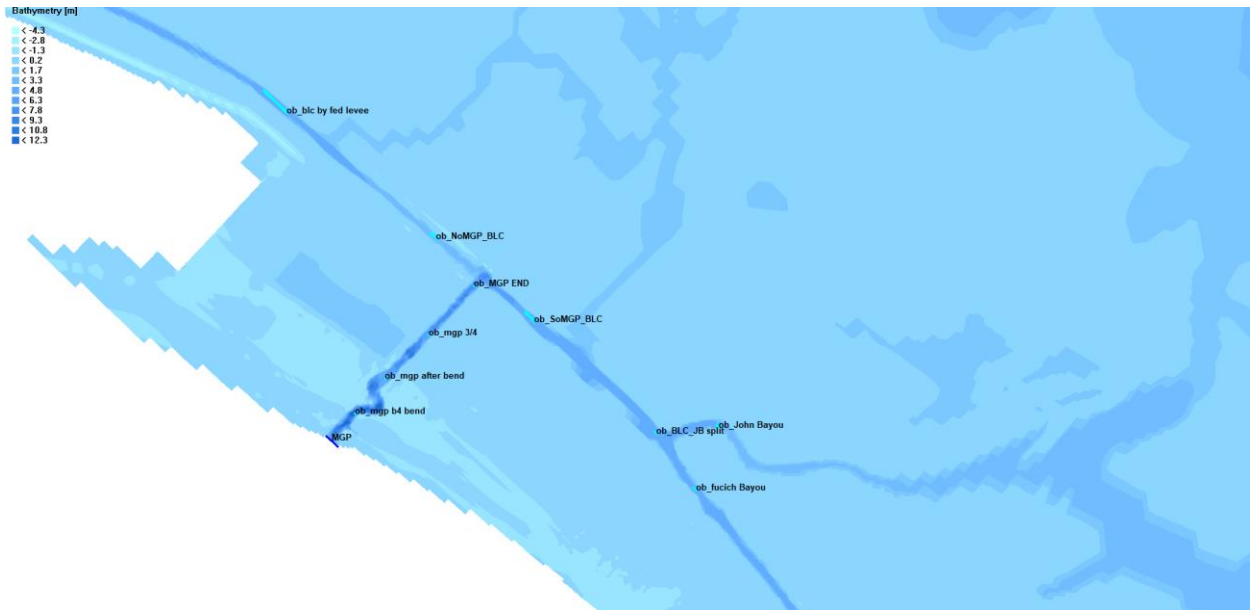 Bathymetry [m]
< -4.3
< -2.8
< -1.3
< 0.2
< 1.7
< 3.3
< 4.8
< 6.3
< 7.8
< 9.3
< 10.8
< 12.3
ob_blc by fed levee
ob_NoMGP_BLC
ob_MGP END
ob_SoMGP_BLC
ob_mgp 3/4
ob_mgp after bend
ob_mgp b4 bend
MGP
ob_BLC_JB split
ob_John Bayou
ob_fucich Bayou